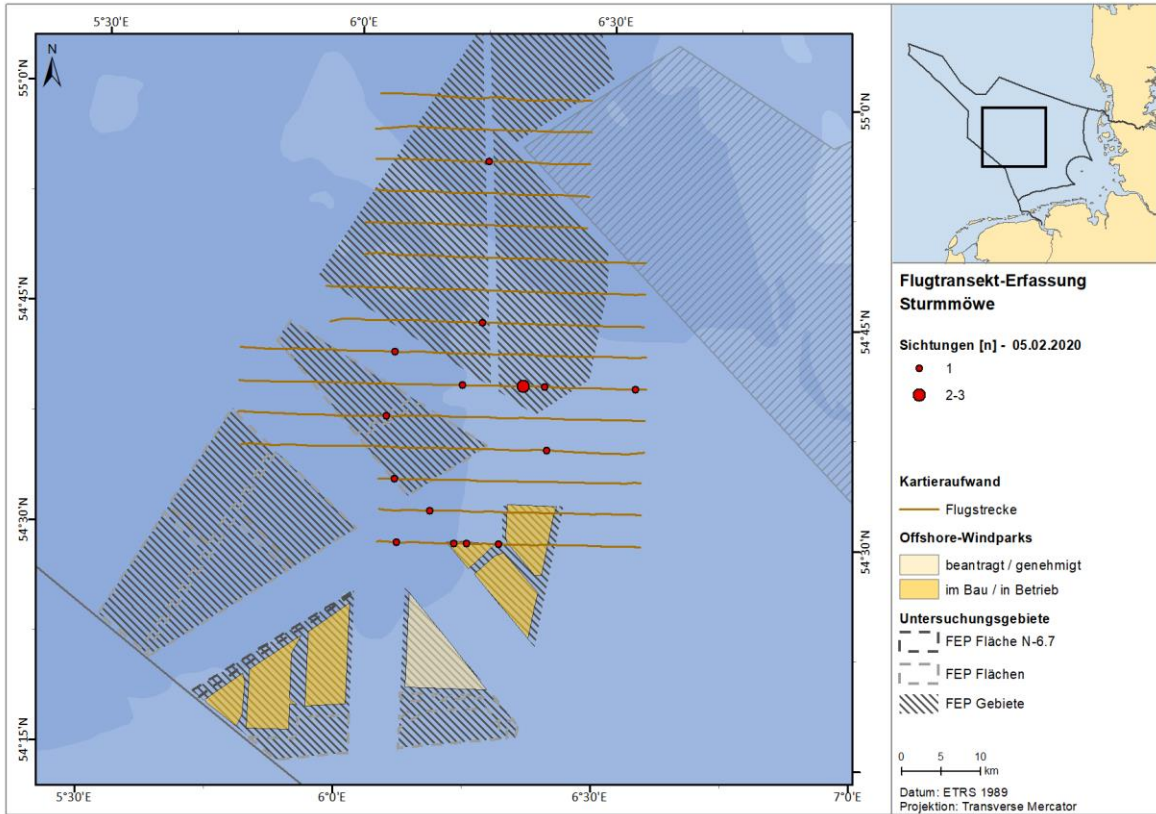 5°30'E 6°0'E 6°30'E
N
55°0'N
54°45'N
54°30'N
54°15'N
55°0'N
54°45'N
54°30'N
5°30'E 6°0'E 6°30'E 7°0'E
Flugtransekt-Erfassung
Sturmmöwe
Sichtungen [n] - 05.02.2020
1
2-3
Kartieraufwand
Flugstrecke
Offshore-Windparks
beantragt / genehmigt
im Bau / in Betrieb
Untersuchungsgebiete
FEP Fläche N-6.7
FEP Flächen
FEP Gebiete
0 5 10
km
Datum: ETRS 1989
Projektion: Transverse Mercator